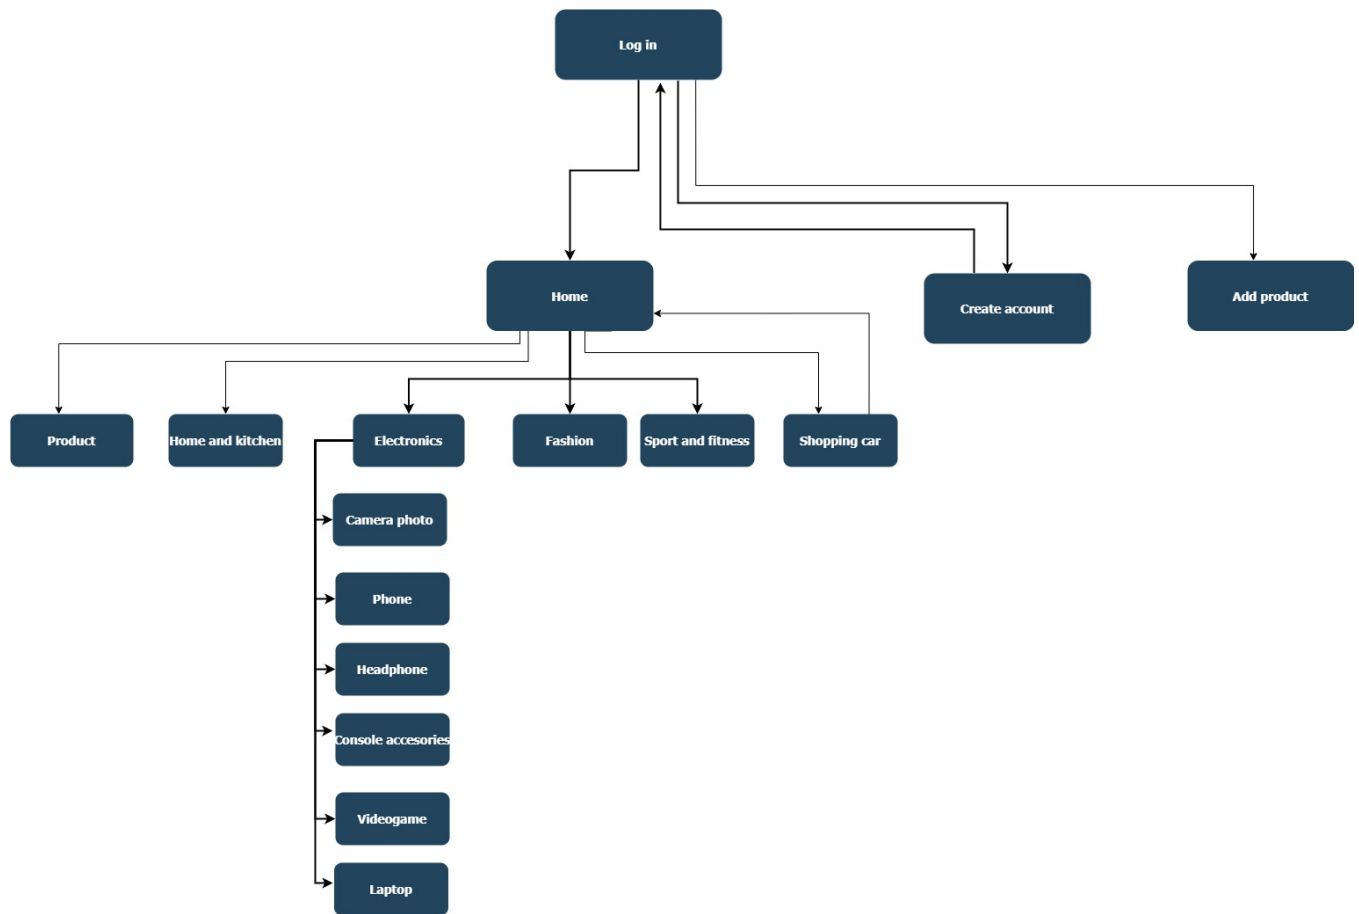 Log in
Home
Create account
Add product
Product
Home and kitchen
Electronics
Fashion
Sport and fitness
Shopping car
Camera photo
Phone
Headphone
Console accesories
Videogame
Laptop